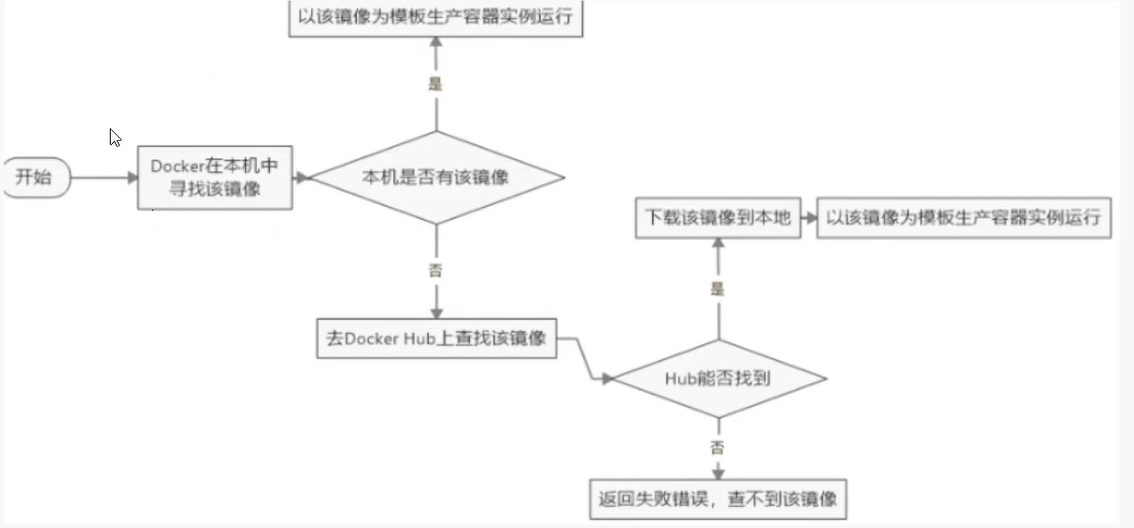 以该镜像为模板生产容器实例运行
是
开始
Docker在本机中
寻找该镜像
本机是否有该镜像
否
下载该镜像到本地
以该镜像为模板生产容器实例运行
是
去Docker Hub上查找该镜像
Hub能否找到
否
返回失败错误，查不到该镜像